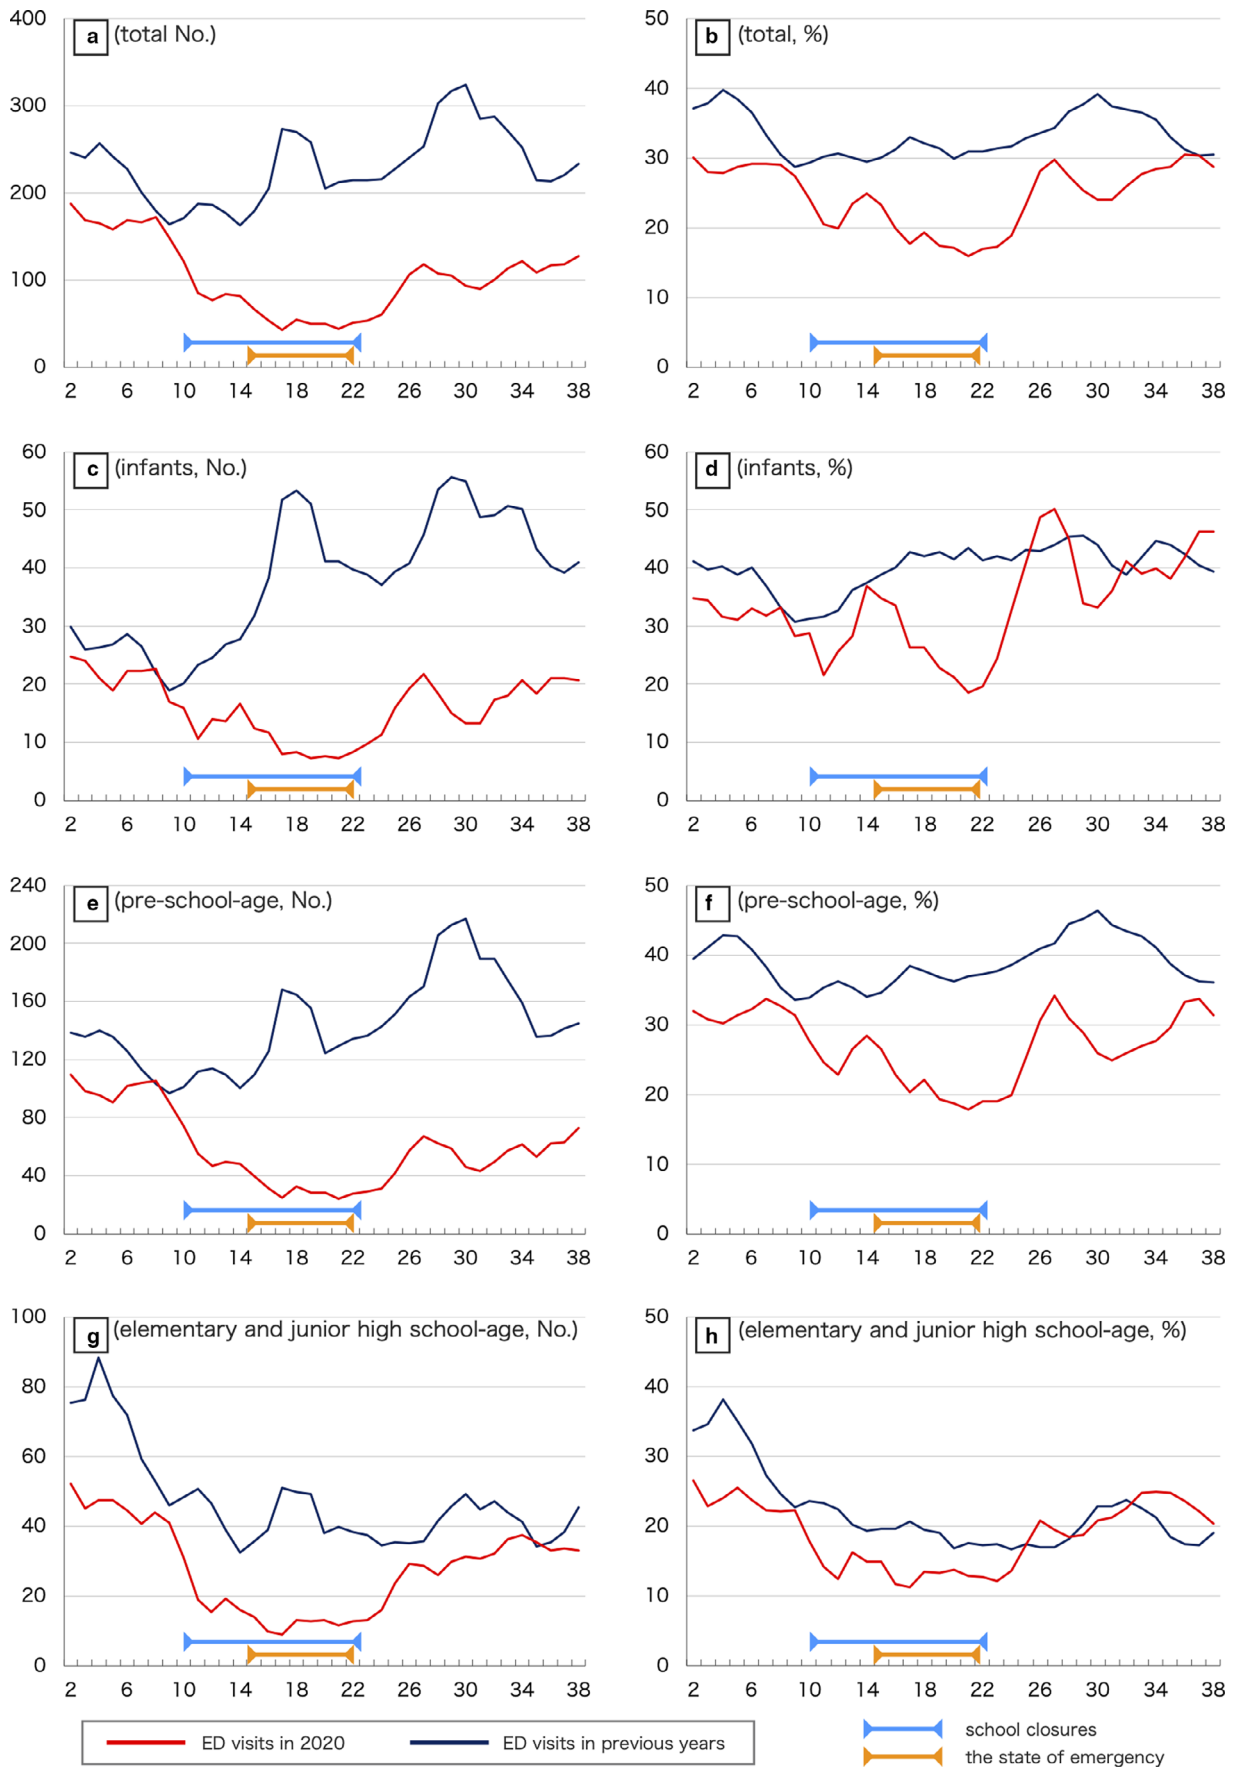 a (total No.)
400
300
200
100
0
2 6 10 14 18 22 26 30 34 38
b (total, %)
50
40
30
20
10
0
2 6 10 14 18 22 26 30 34 38
c (infants, No.)
60
50
40
30
20
10
0
2 6 10 14 18 22 26 30 34 38
d (infants, %)
60
50
40
30
20
10
0
2 6 10 14 18 22 26 30 34 38
e (pre-school-age, No.)
240
200
160
120
80
40
0
2 6 10 14 18 22 26 30 34 38
f (pre-school-age, %)
50
40
30
20
10
0
2 6 10 14 18 22 26 30 34 38
g (elementary and junior high school-age, No.)
100
80
60
40
20
0
2 6 10 14 18 22 26 30 34 38
h (elementary and junior high school-age, %)
50
40
30
20
10
0
2 6 10 14 18 22 26 30 34 38
ED visits in 2020
ED visits in previous years
school closures
the state of emergency